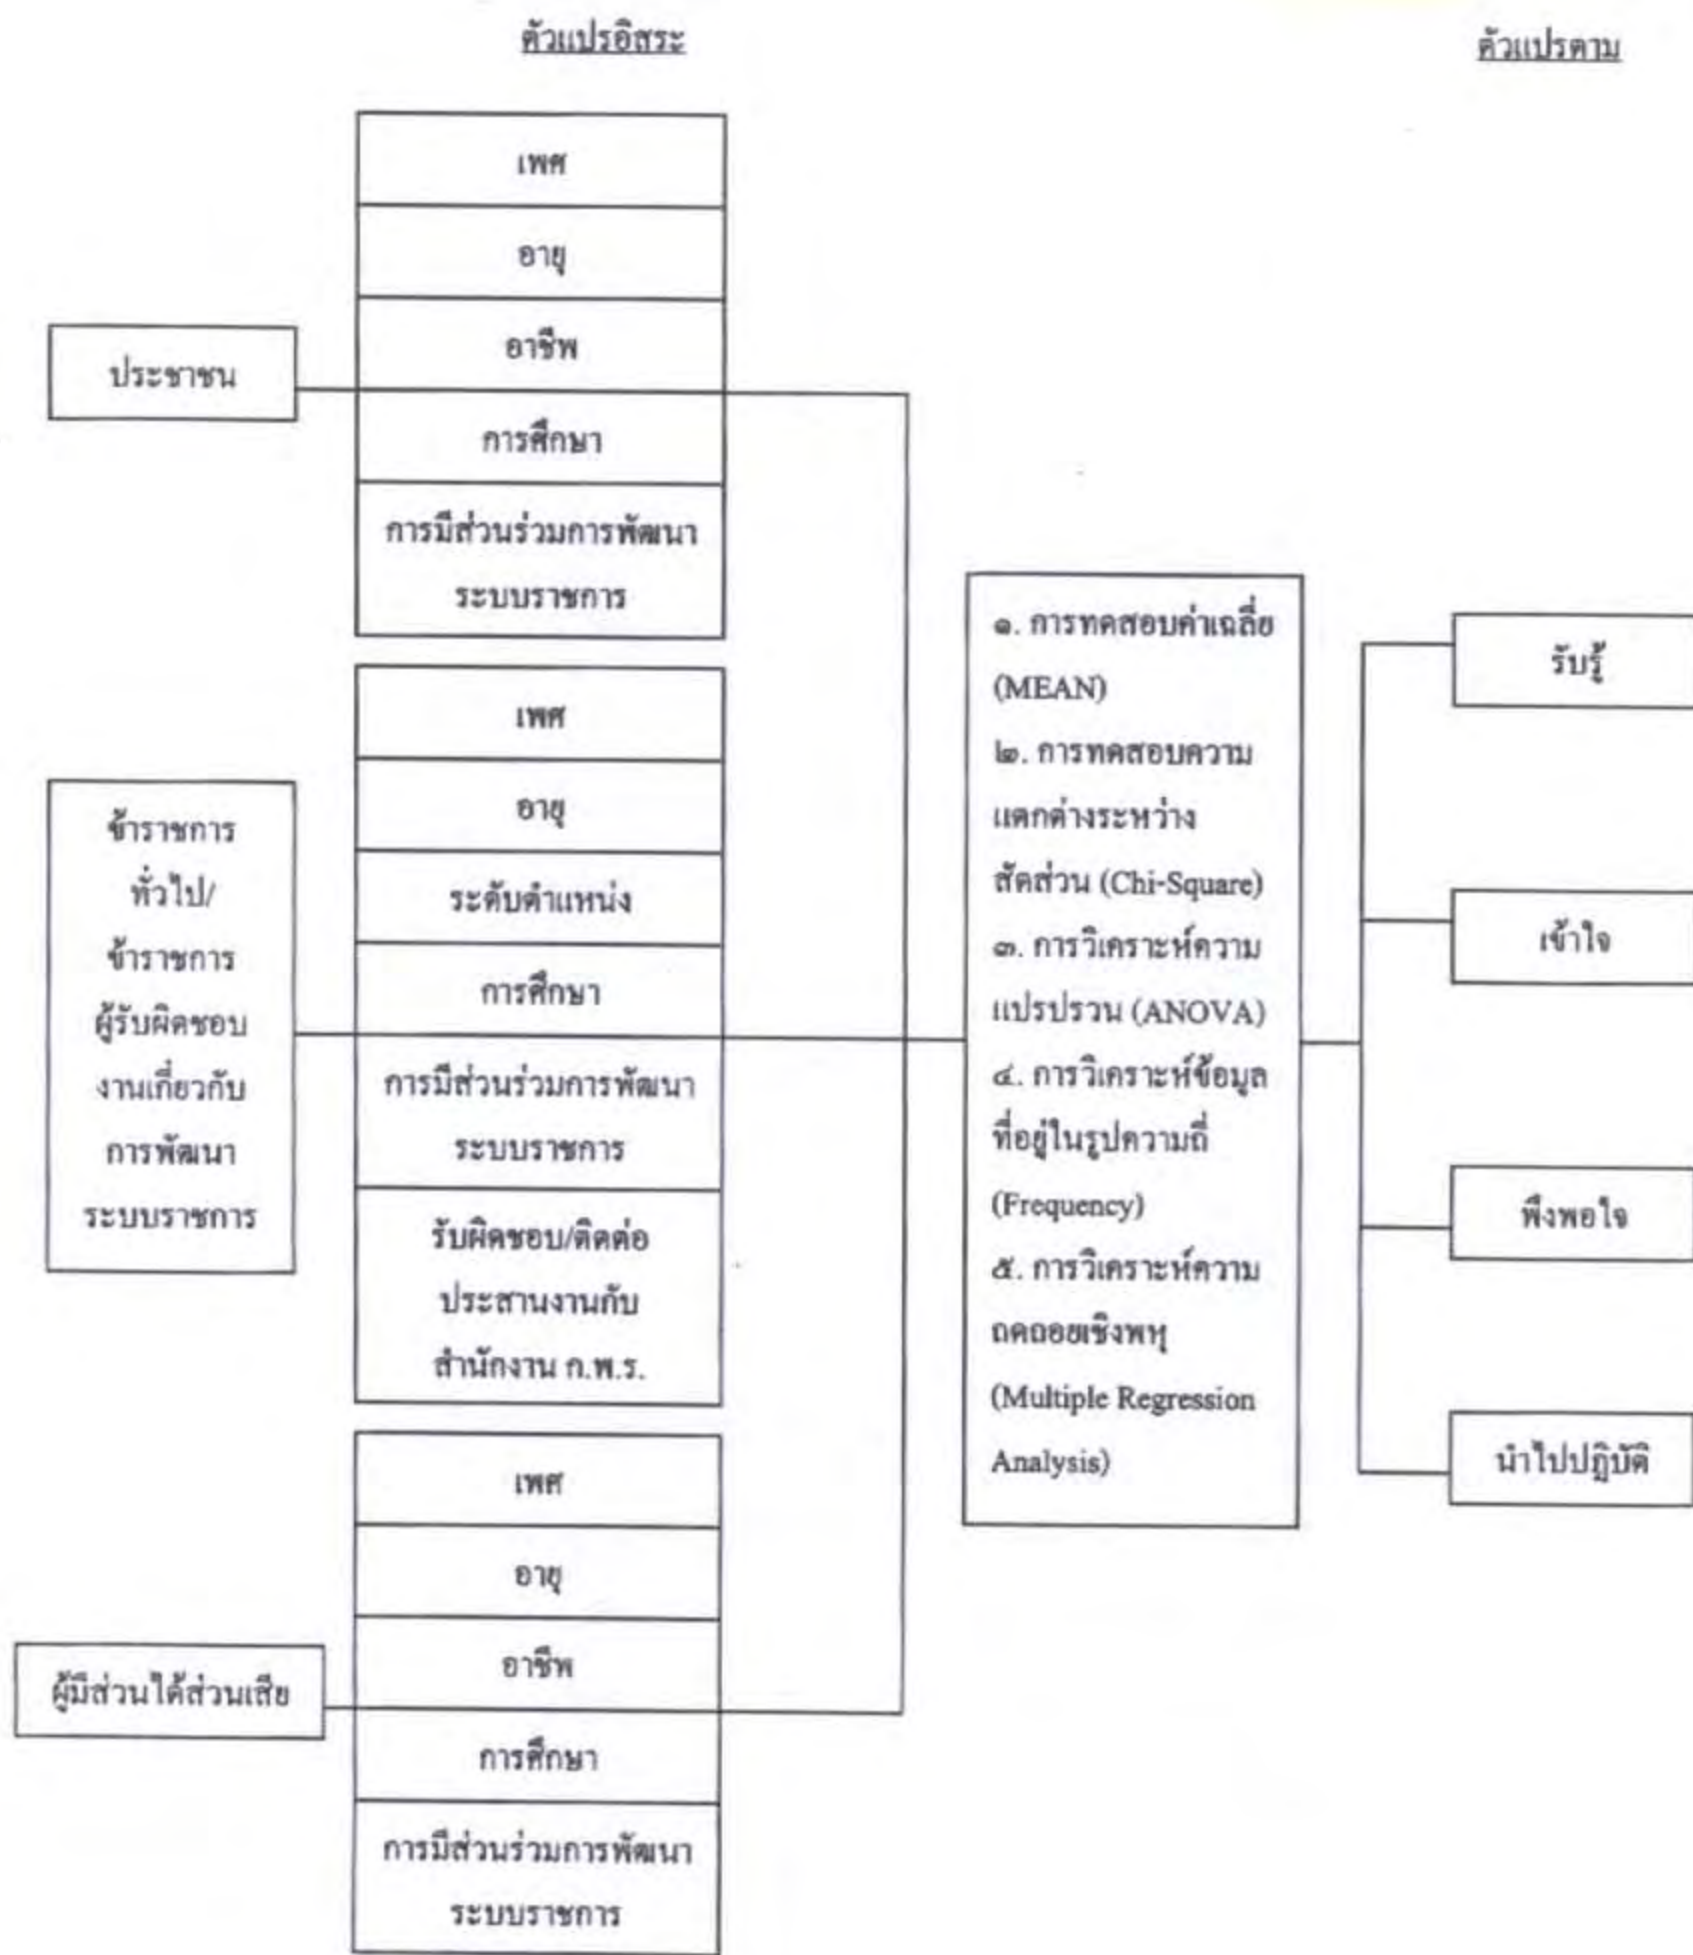 ตัวแปรอิสระ
ตัวแปรตาม
ประชาชน
เพศ
อายุ
อาชีพ
การศึกษา
การมีส่วนร่วมการพัฒนา
ระบบราชการ
ข้าราชการ
ทั่วไป/
ข้าราชการ
ผู้รับผิดชอบ
งานเกี่ยวกับ
การพัฒนา
ระบบราชการ
เพศ
อายุ
ระดับตำแหน่ง
การศึกษา
การมีส่วนร่วมการพัฒนา
ระบบราชการ
รับผิดชอบ/ติดต่อ
ประสานงานกับ
สำนักงาน ก.พ.ร.
ผู้มีส่วนได้ส่วนเสีย
เพศ
อายุ
อาชีพ
การศึกษา
การมีส่วนร่วมการพัฒนา
ระบบราชการ
๑. การทดสอบค่าเฉลี่ย
(MEAN)
๒. การทดสอบความ
แตกต่างระหว่าง
สัดส่วน (Chi-Square)
๓. การวิเคราะห์ความ
แปรปรวน (ANOVA)
๔. การวิเคราะห์ข้อมูล
ที่อยู่ในรูปความถี่
(Frequency)
๕. การวิเคราะห์ความ
ถดถอยเชิงพหุ
(Multiple Regression
Analysis)
รับรู้
เข้าใจ
พึงพอใจ
นำไปปฏิบัติ